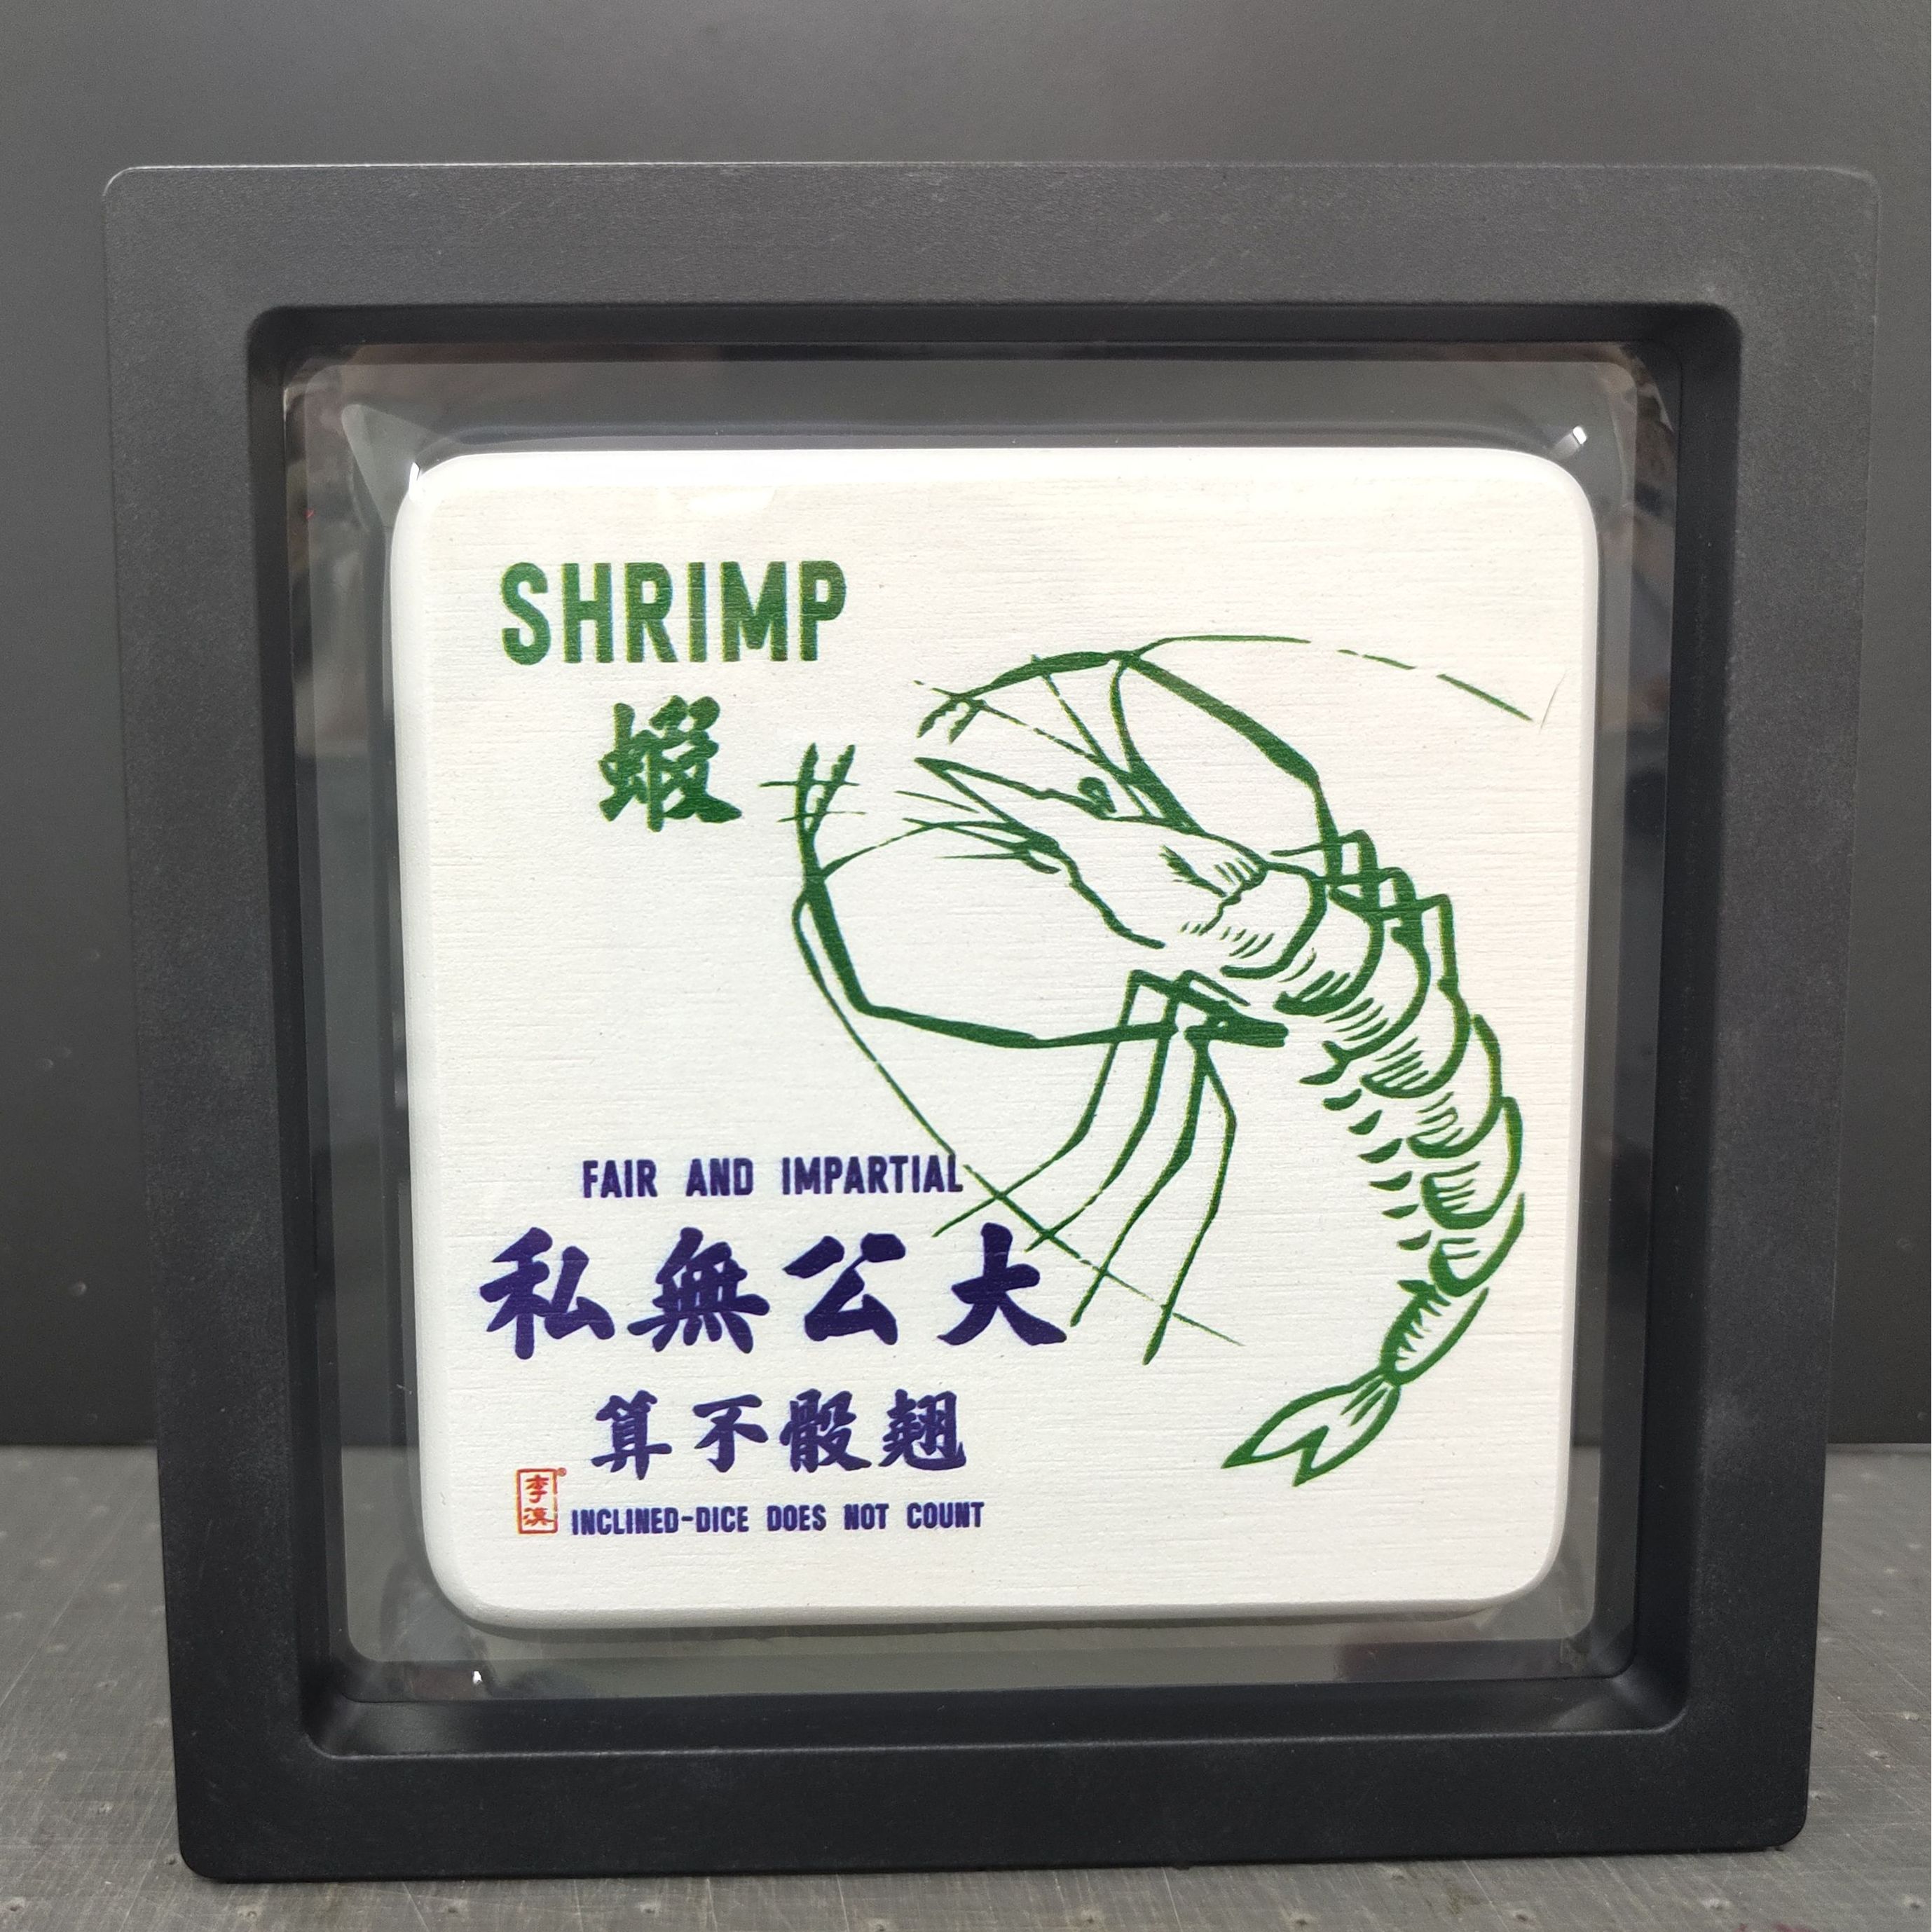 SHRIMP
蝦
FAIR AND IMPARTIAL
私無公大
算不骰翹
INCLINED-DICE DOES NOT COUNT